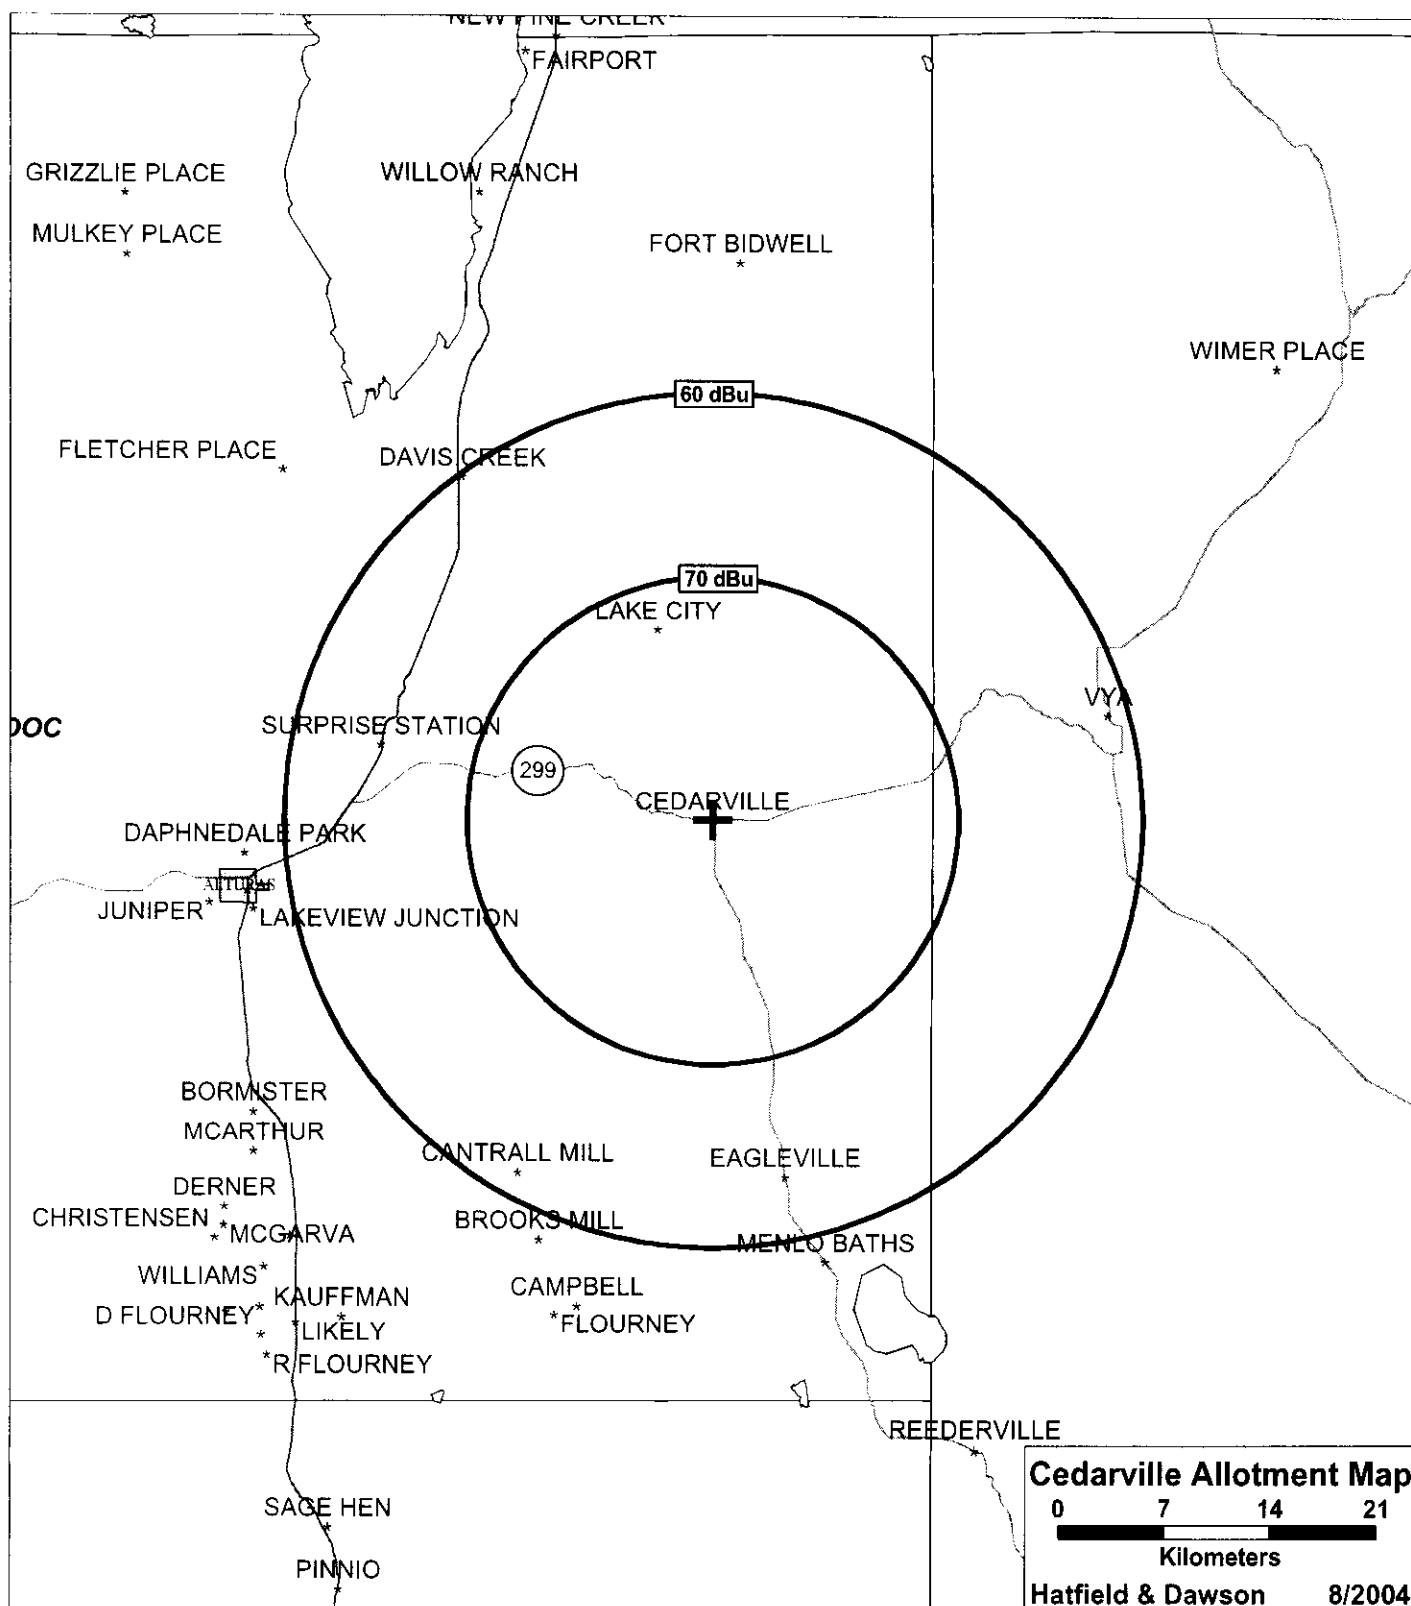 NEW PINE CREEK
FAIRPORT
GRIZZLIE PLACE
WILLOW RANCH
MULKEY PLACE
FORT BIDWELL
WIMER PLACE
60 dBu
FLETCHER PLACE
DAVIS CREEK
70 dBu
LAKE CITY
VYA
OOC
SURPRISE STATION
299
CEDARVILLE
DAPHNEDALE PARK
ALTURAS
JUNIPER
LAKEVIEW JUNCTION
BORMISTER
MCARTHUR
CANTRALL MILL
EAGLEVILLE
DERNER
CHRISTENSEN
MCGARVA
BROOKS MILL
MENLO BATHS
WILLIAMS
KAUFFMAN
CAMPBELL
D FLOURNEY
LIKELY
FLOURNEY
R FLOURNEY
REEDERVILLE
Cedarville Allotment Map
0 7 14 21
Kilometers
Hatfield & Dawson 8/2004
SAGE HEN
PINNIO